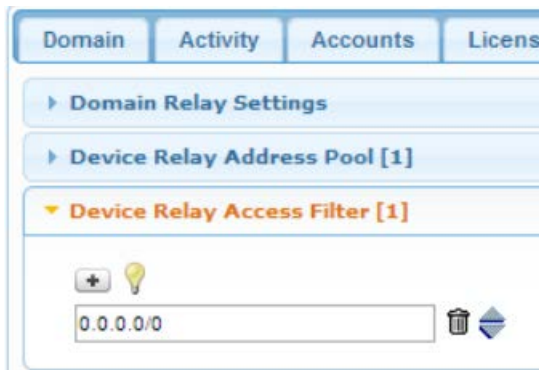 Domain Activity Accounts Licens
Domain Relay Settings
Device Relay Address Pool [1]
Device Relay Access Filter [1]
+
0.0.0.0/0